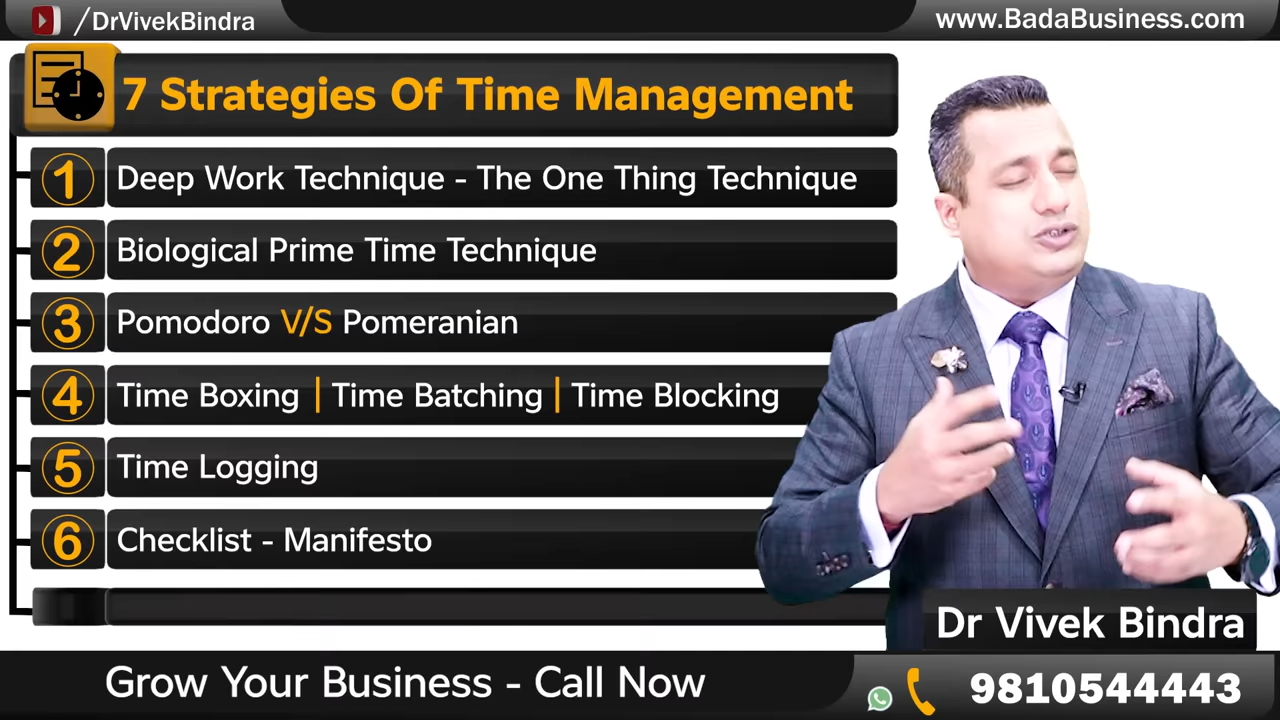 /DrVivekBindra
www.BadaBusiness.com
7 Strategies Of Time Management
1 Deep Work Technique - The One Thing Technique
2 Biological Prime Time Technique
3 Pomodoro V/S Pomeranian
4 Time Boxing | Time Batching | Time Blocking
5 Time Logging
6 Checklist - Manifesto
Dr Vivek Bindra
Grow Your Business - Call Now
9810544443